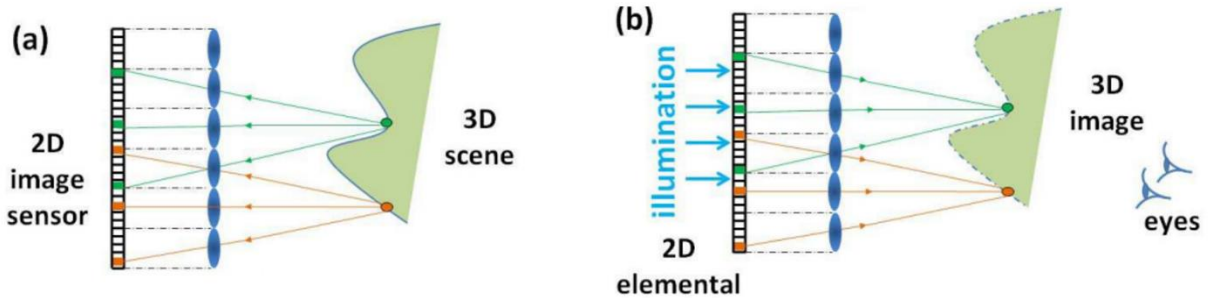 (a)
2D
image
sensor
3D
scene
(b)
illumination
2D
elemental
3D
image
eyes